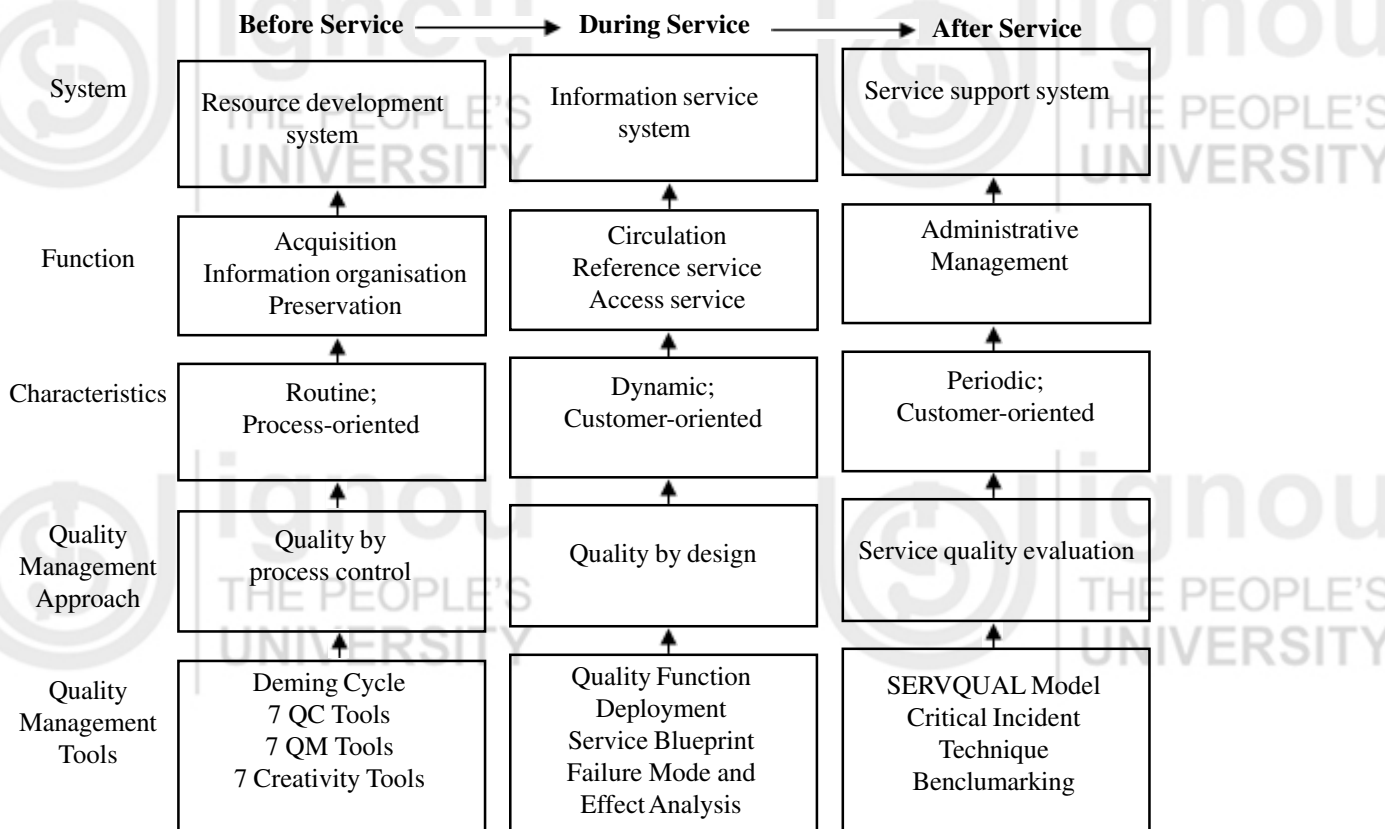 Before Service During Service After Service
System
Resource development
system
Information service
system
Service support system
Function
Acquisition
Information organisation
Preservation
Circulation
Reference service
Access service
Administrative
Management
Characteristics
Routine;
Process-oriented
Dynamic;
Customer-oriented
Periodic;
Customer-oriented
Quality
Management
Approach
Quality by
process control
Quality by design
Service quality evaluation
Quality
Management
Tools
Deming Cycle
7 QC Tools
7 QM Tools
7 Creativity Tools
Quality Function
Deployment
Service Blueprint
Failure Mode and
Effect Analysis
SERVQUAL Model
Critical Incident
Technique
Benclumarking
ignou
THE PEOPLE'S
UNIVERSITY
ignou
THE PEOPLE'S
UNIVERSITY
ignou
THE PEOPLE'S
UNIVERSITY
ignou
THE PEOPLE'S
UNIVERSITY